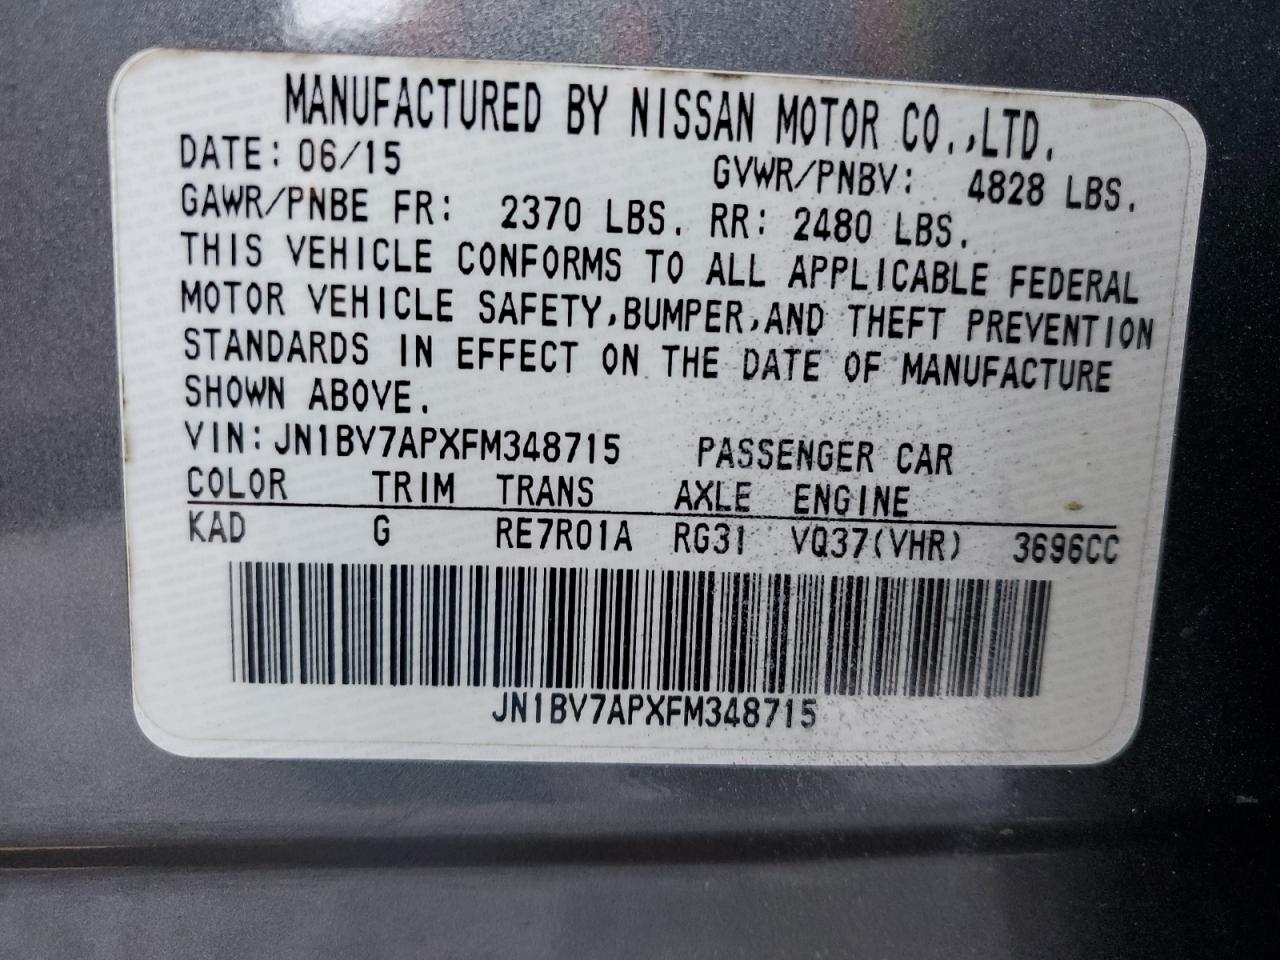 MANUFACTURED BY NISSAN MOTOR CO.,LTD.
DATE: 06/15 GVWR/PNBV: 4828 LBS.
GAWR/PNBE FR: 2370 LBS. RR: 2480 LBS.
THIS VEHICLE CONFORMS TO ALL APPLICABLE FEDERAL
MOTOR VEHICLE SAFETY,BUMPER,AND THEFT PREVENTION
STANDARDS IN EFFECT ON THE DATE OF MANUFACTURE
SHOWN ABOVE.
VIN: JN1BV7APXFM348715 PASSENGER CAR
COLOR TRIM TRANS AXLE ENGINE
KAD G RE7R01A RG31 VQ37(VHR) 3696CC
JN1BV7APXFM348715